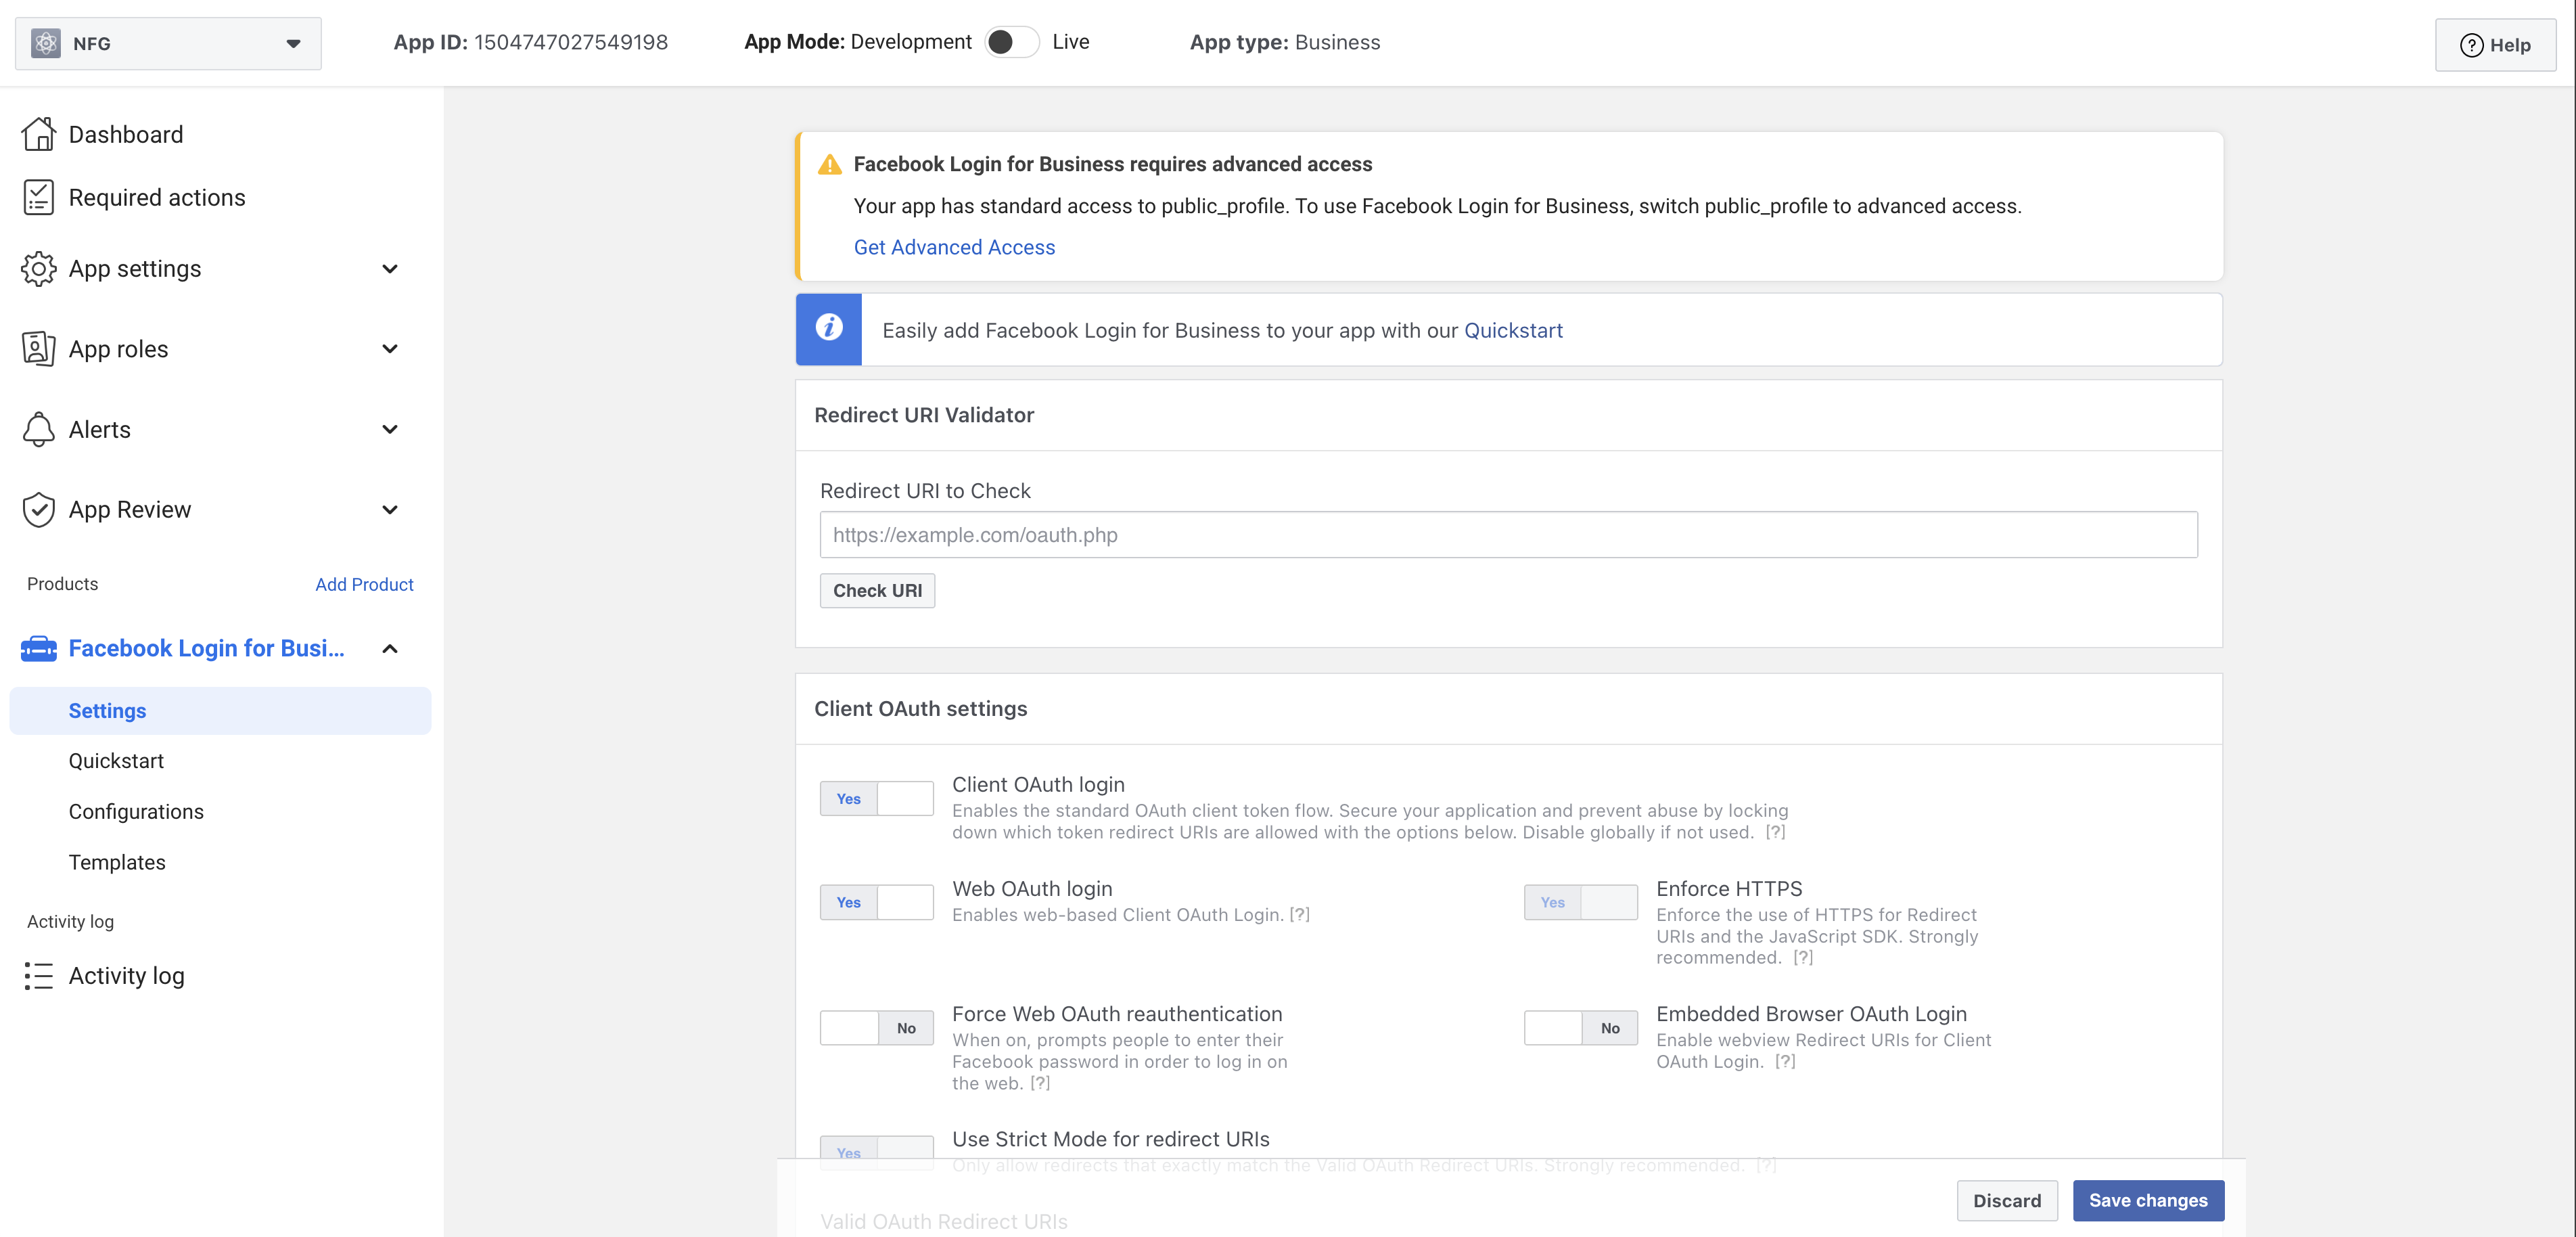 NFG
App ID: 1504747027549198
App Mode: Development Live
App type: Business
? Help
Dashboard
Required actions
App settings
App roles
Alerts
App Review
Products Add Product
Facebook Login for Busi...
Settings
Quickstart
Configurations
Templates
Activity log
Activity log
Facebook Login for Business requires advanced access
Your app has standard access to public_profile. To use Facebook Login for Business, switch public_profile to advanced access.
Get Advanced Access
Easily add Facebook Login for Business to your app with our Quickstart
Redirect URI Validator
Redirect URI to Check
https://example.com/oauth.php
Check URI
Client OAuth settings
Yes
Client OAuth login
Enables the standard OAuth client token flow. Secure your application and prevent abuse by locking
down which token redirect URIs are allowed with the options below. Disable globally if not used. [?]
Yes
Web OAuth login
Enables web-based Client OAuth Login. [?]
Yes
Enforce HTTPS
Enforce the use of HTTPS for Redirect
URIs and the JavaScript SDK. Strongly
recommended. [?]
No
Force Web OAuth reauthentication
When on, prompts people to enter their
Facebook password in order to log in on
the web. [?]
No
Embedded Browser OAuth Login
Enable webview Redirect URIs for Client
OAuth Login. [?]
Yes
Use Strict Mode for redirect URIs
Only allow redirects that exactly match the Valid OAuth Redirect URIs. Strongly recommended. [?]
Valid OAuth Redirect URIs
Discard
Save changes